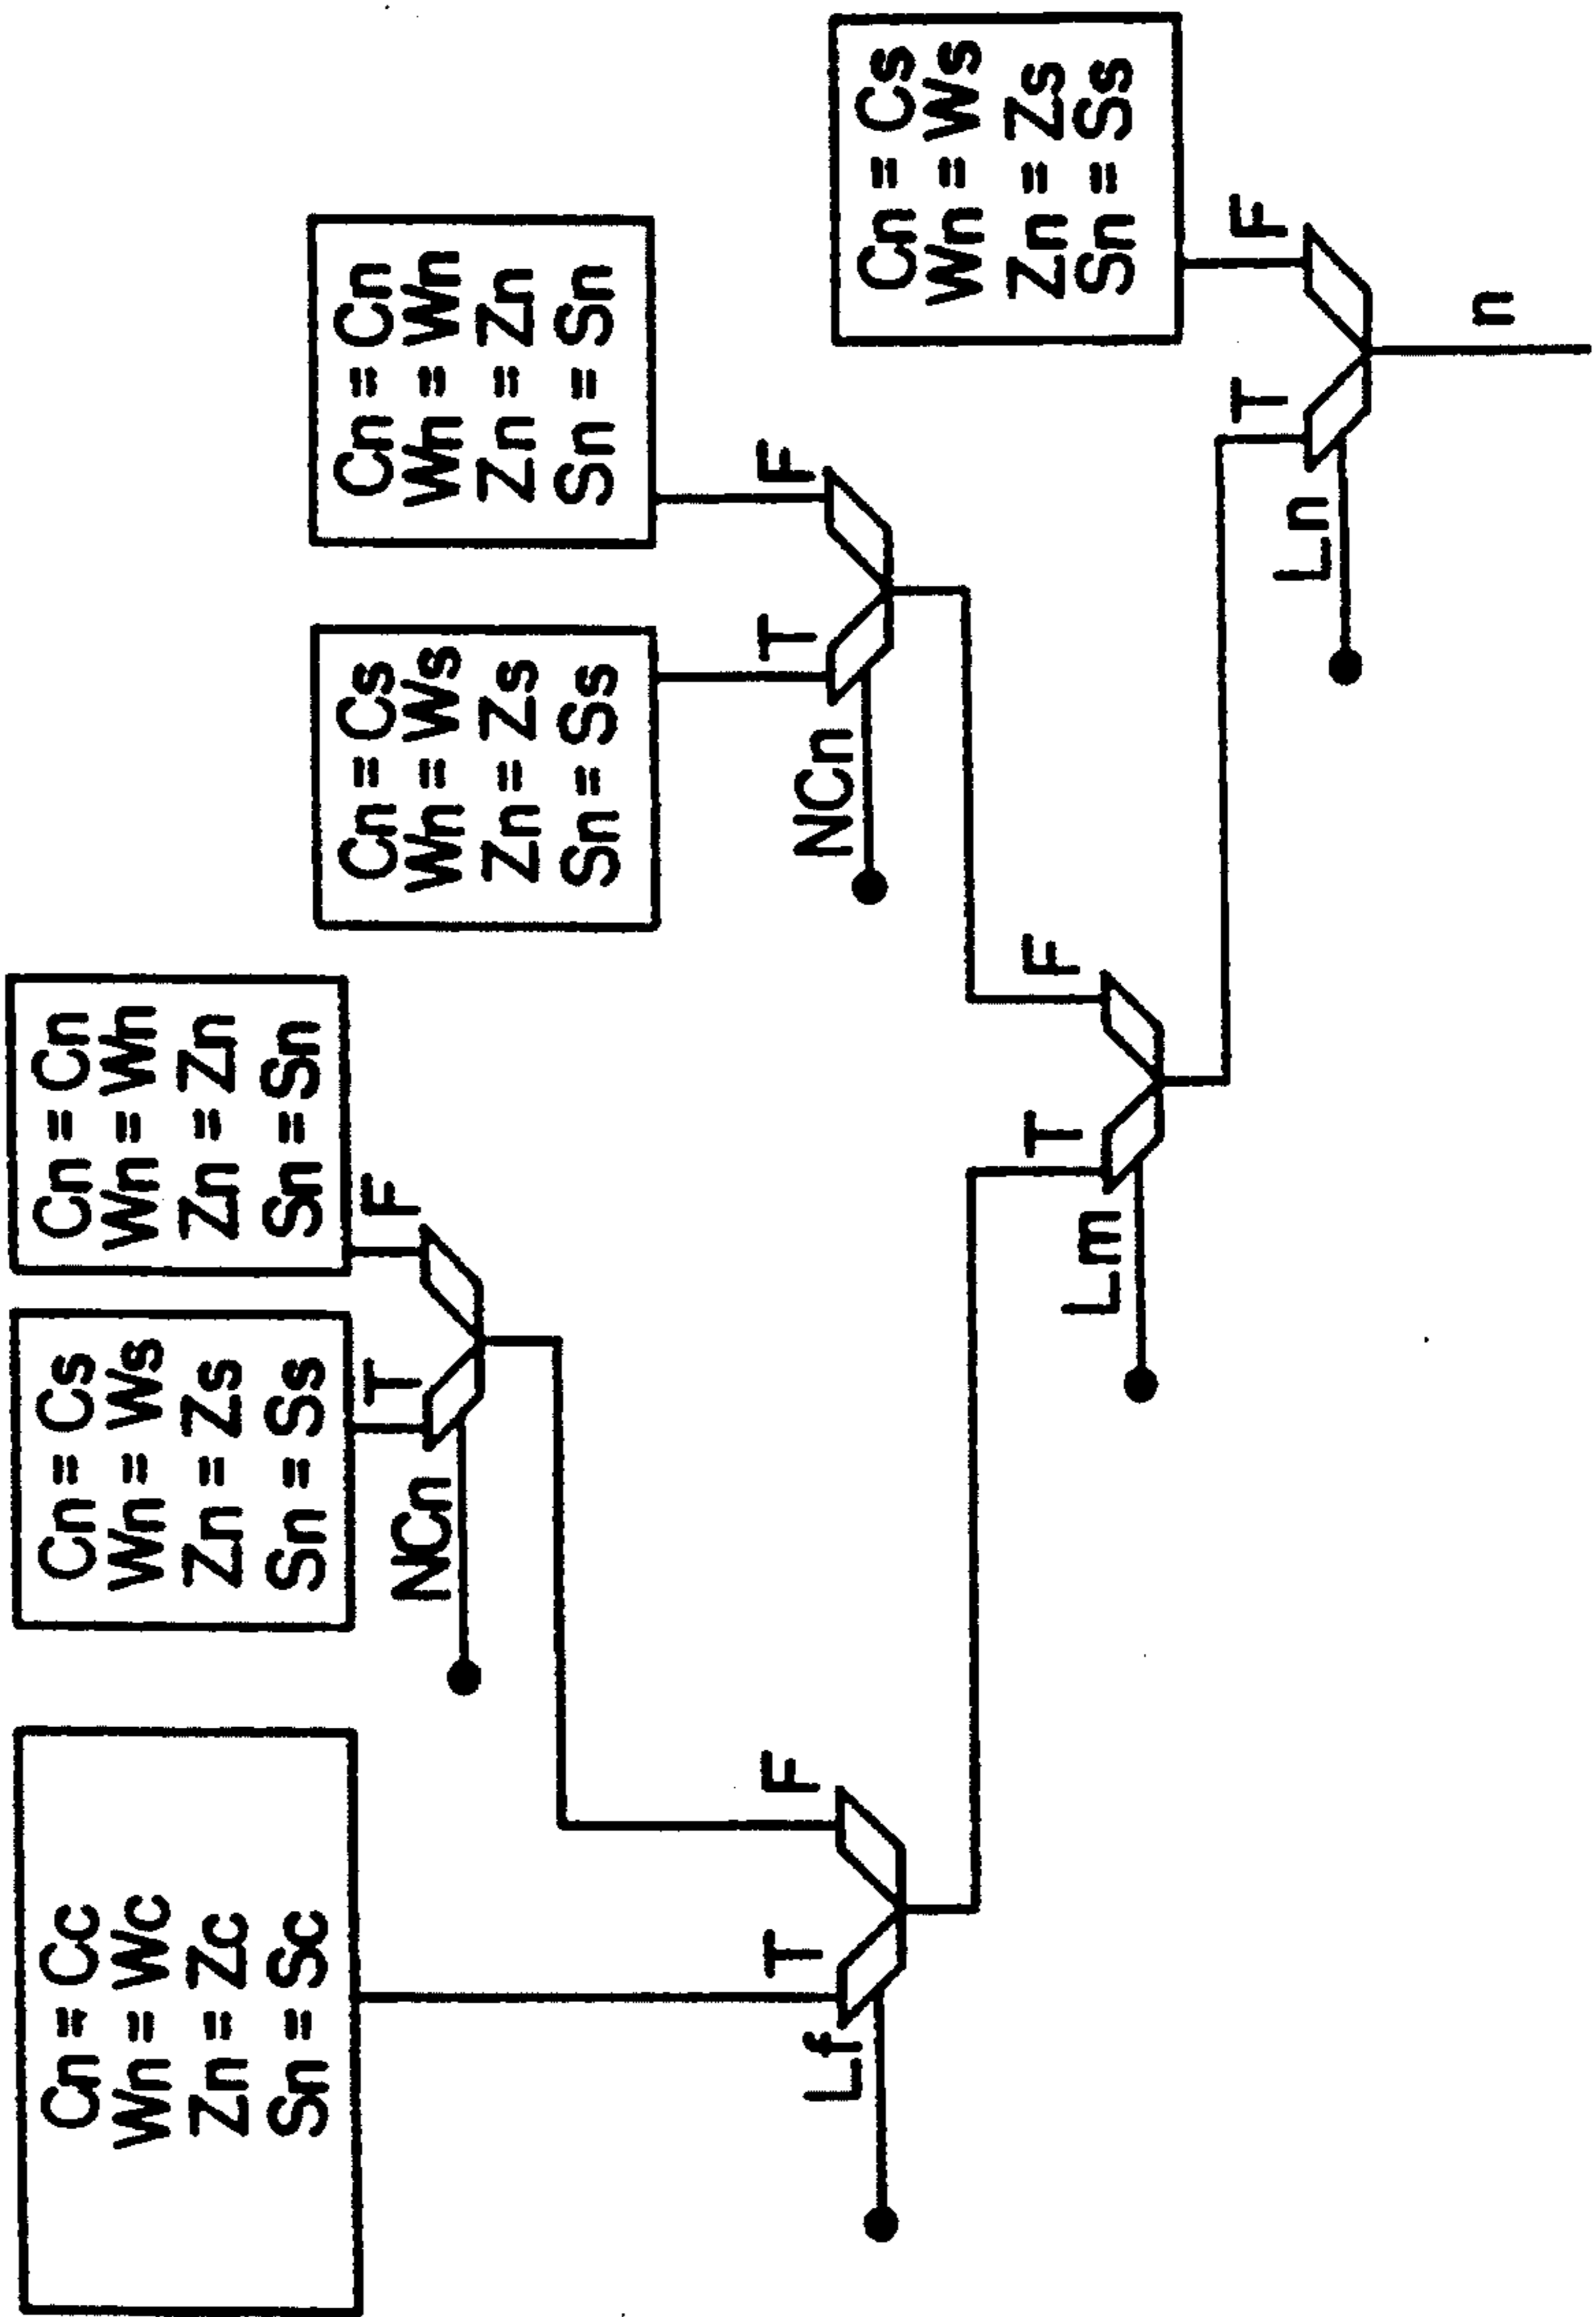 Cn = Cc
Wn = Wc
Zn = Zc
Sn = Sc
Cn = Cs
Wn = Ws
Zn = Zs
Sn = Ss
Cn = Cn
Wn = Wn
Zn = Zn
Sn = Sn
T
F
NCn
Cn = Cs
Wn = Ws
Zn = Zs
Sn = Ss
Cn = Cn
Wn = Wn
Zn = Zn
Sn = Sn
T
F
Lf
T
F
NCn
Cn = Cs
Wn = Ws
Zn = Zs
Sn = Ss
T
F
Lm
T
F
Ln
n